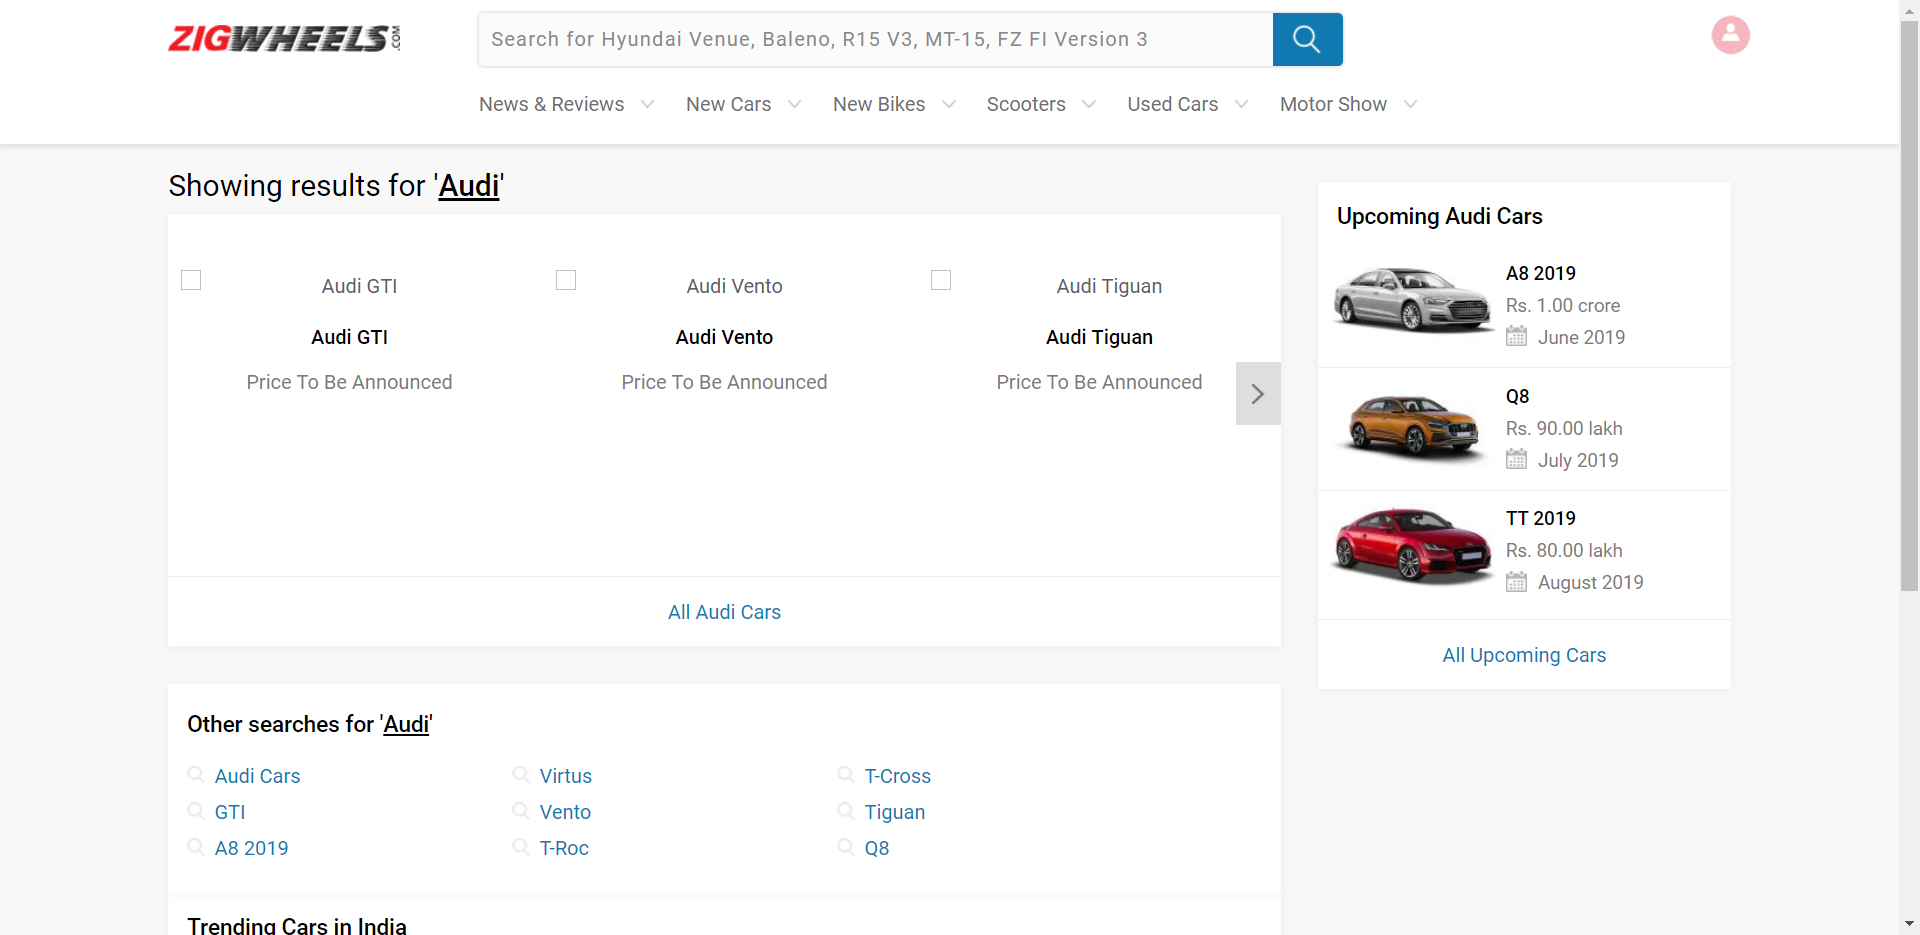 ZIGWHEELS.COM
Search for Hyundai Venue, Baleno, R15 V3, MT-15, FZ FI Version 3
News & Reviews New Cars New Bikes Scooters Used Cars Motor Show
Showing results for 'Audi'
Audi GTI Audi Vento Audi Tiguan
Audi GTI Audi Vento Audi Tiguan
Price To Be Announced Price To Be Announced Price To Be Announced
All Audi Cars
Upcoming Audi Cars
A8 2019
Rs. 1.00 crore
June 2019
Q8
Rs. 90.00 lakh
July 2019
TT 2019
Rs. 80.00 lakh
August 2019
All Upcoming Cars
Other searches for 'Audi'
Audi Cars Virtus T-Cross
GTI Vento Tiguan
A8 2019 T-Roc Q8
Trending Cars in India